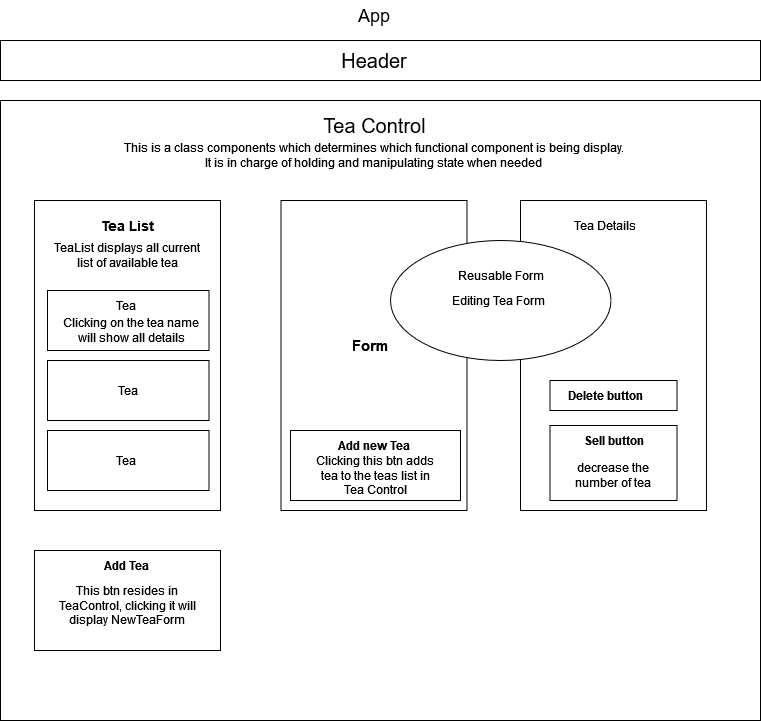 App
Header
Tea Control
This is a class components which determines which functional component is being display.
It is in charge of holding and manipulating state when needed
Tea List
TeaList displays all current
list of available tea
Tea
Clicking on the tea name
will show all details
Tea
Tea
Form
Add new Tea
Clicking this btn adds
tea to the teas list in
Tea Control
Reusable Form
Editing Tea Form
Tea Details
Delete button
Sell button
decrease the
number of tea
Add Tea
This btn resides in
TeaControl, clicking it will
display NewTeaForm